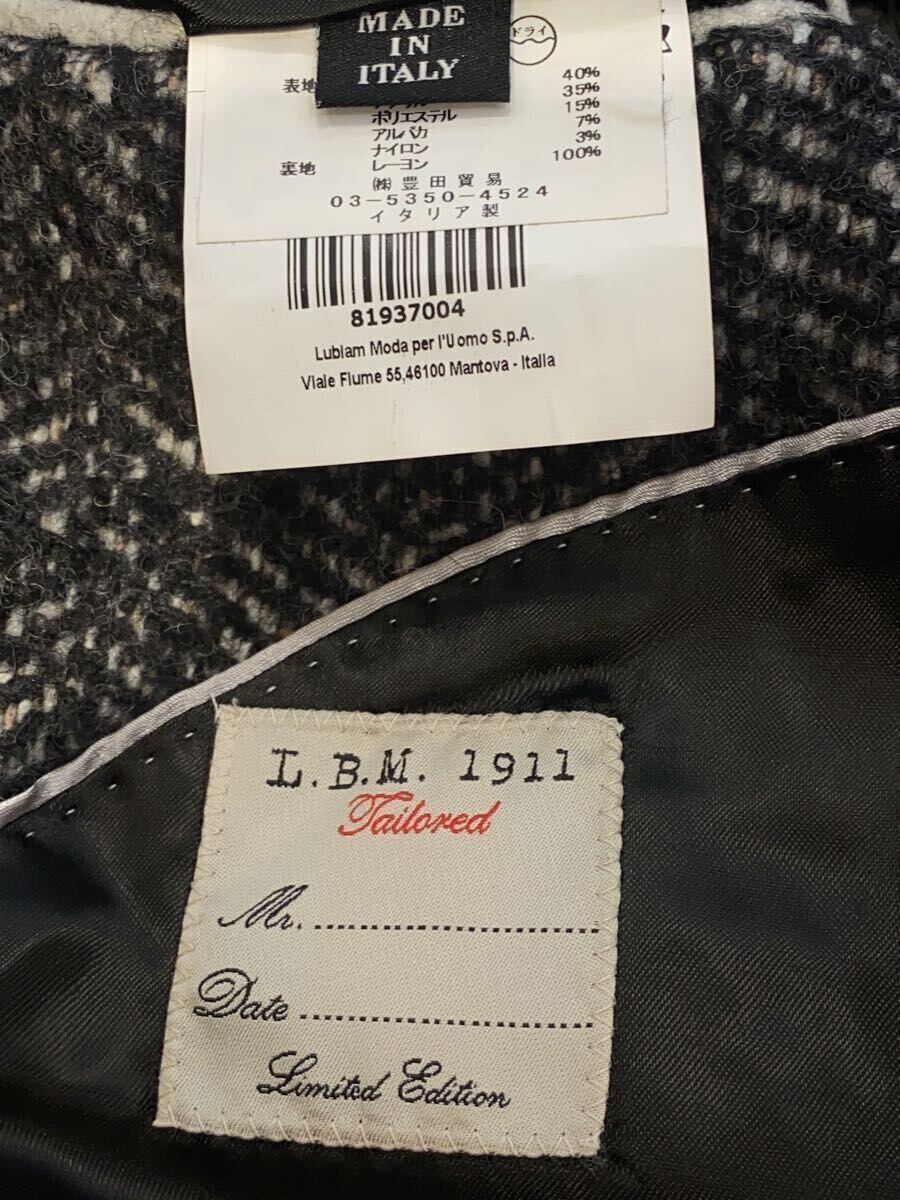 MADE
IN
ITALY
ドライ
表地
40%
35%
ポリエステル 15%
アルパカ 7%
ナイロン 3%
裏地 レーヨン 100%
㈱豊田貿易
03-5350-4524
イタリア製
81937004
Lubiam Moda per l'Uomo S.p.A.
Viale Fiume 55,46100 Mantova - Italia
L.B.M. 1911
Tailored
Mr.
Date
Limited Edition